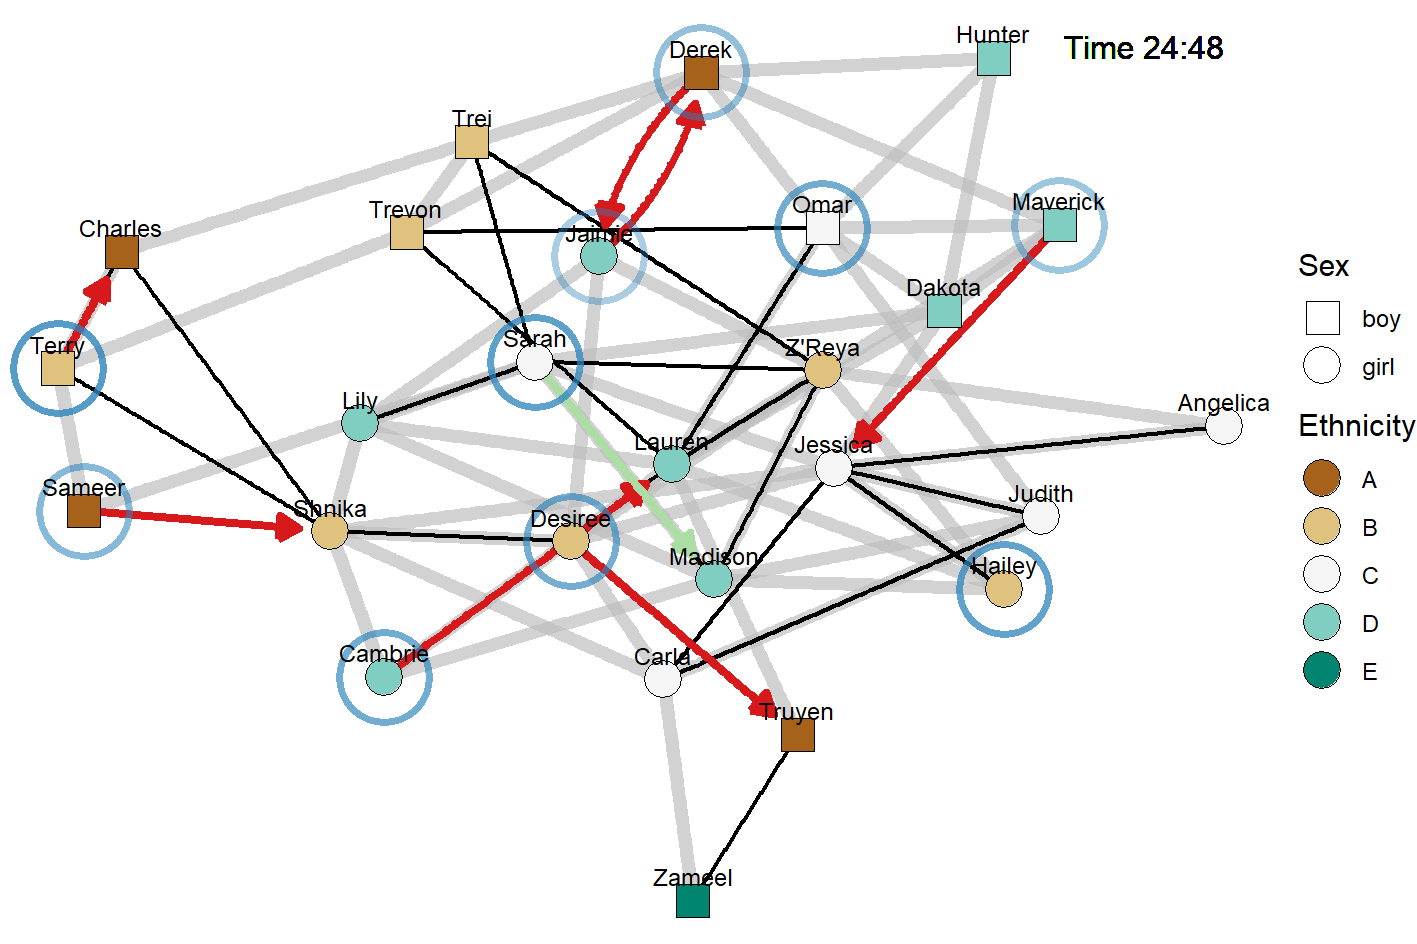 Hunter
Time 24:48
Derek
Trei
Charles
Trevon
Jaimie
Omar
Maverick
Dakota
Terry
Sarah
Z'Reya
Lily
Angelica
Lauren
Jessica
Sameer
Shnika
Desiree
Judith
Madison
Hailey
Cambrie
Carla
Truyen
Zameel
Sex
boy
girl
Ethnicity
A
B
C
D
E